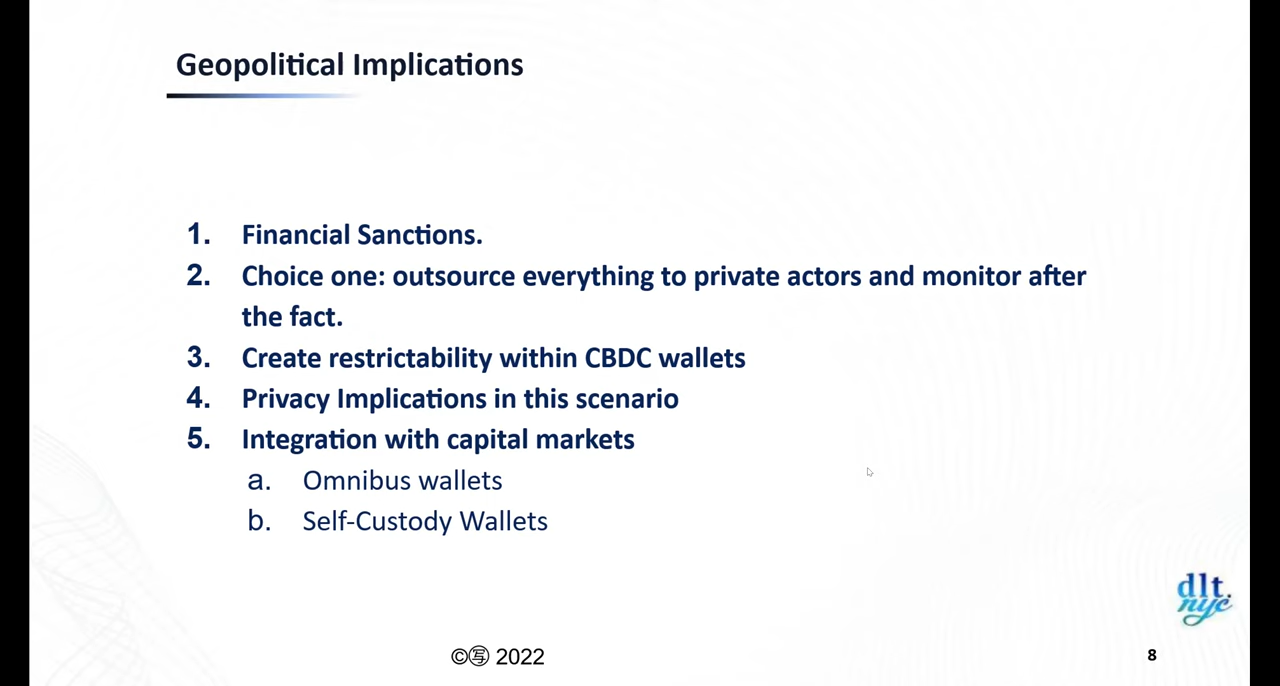 Geopolitical Implications
1. Financial Sanctions.
2. Choice one: outsource everything to private actors and monitor after
the fact.
3. Create restrictability within CBDC wallets
4. Privacy Implications in this scenario
5. Integration with capital markets
a. Omnibus wallets
b. Self-Custody Wallets
dlt.
nyc
©㊢ 2022
8